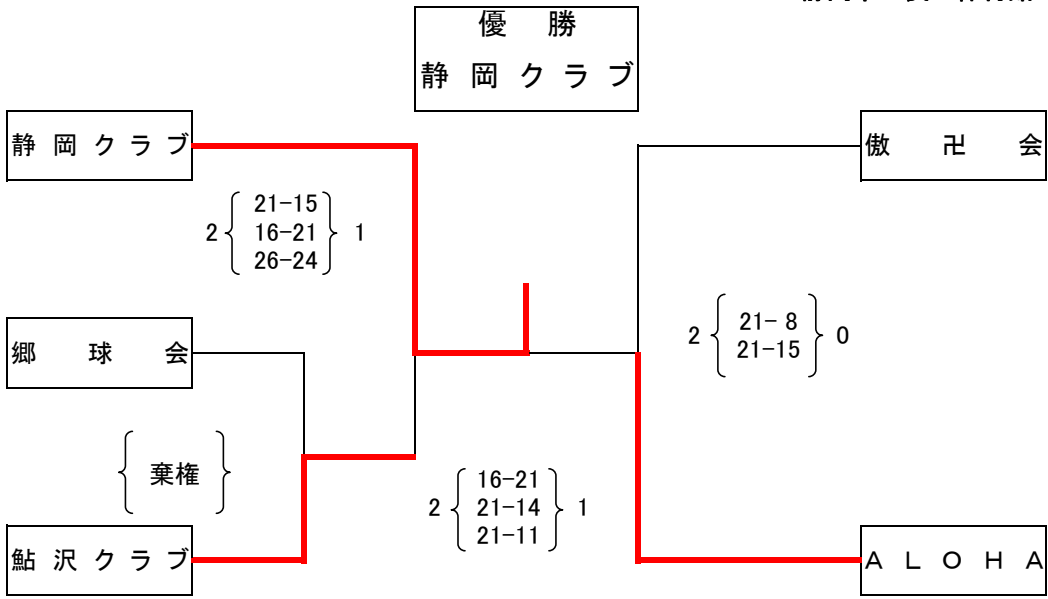 優 勝
静 岡 ク ラ ブ
静 岡 ク ラ ブ
傲 卍 会
2 { 21-15 } 1
16-21
26-24
郷 球 会
2 { 21- 8 } 0
21-15
{ 棄権 }
2 { 16-21 } 1
21-14
21-11
鮎 沢 ク ラ ブ
A L O H A